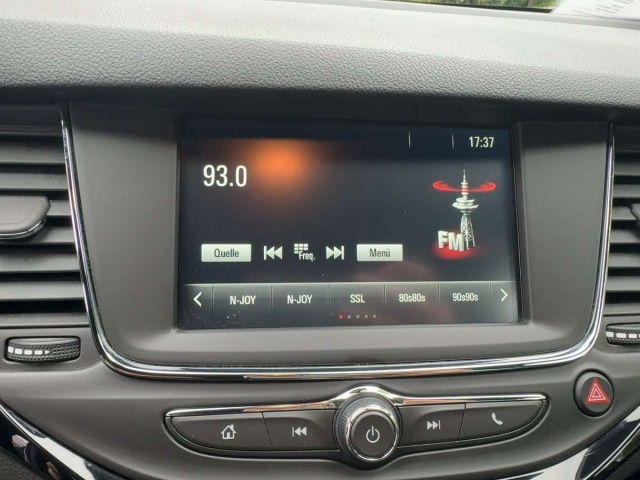 17:37
93.0
FM
Quelle Freq. Menü
N-JOY N-JOY SSL 80s80s 90s90s